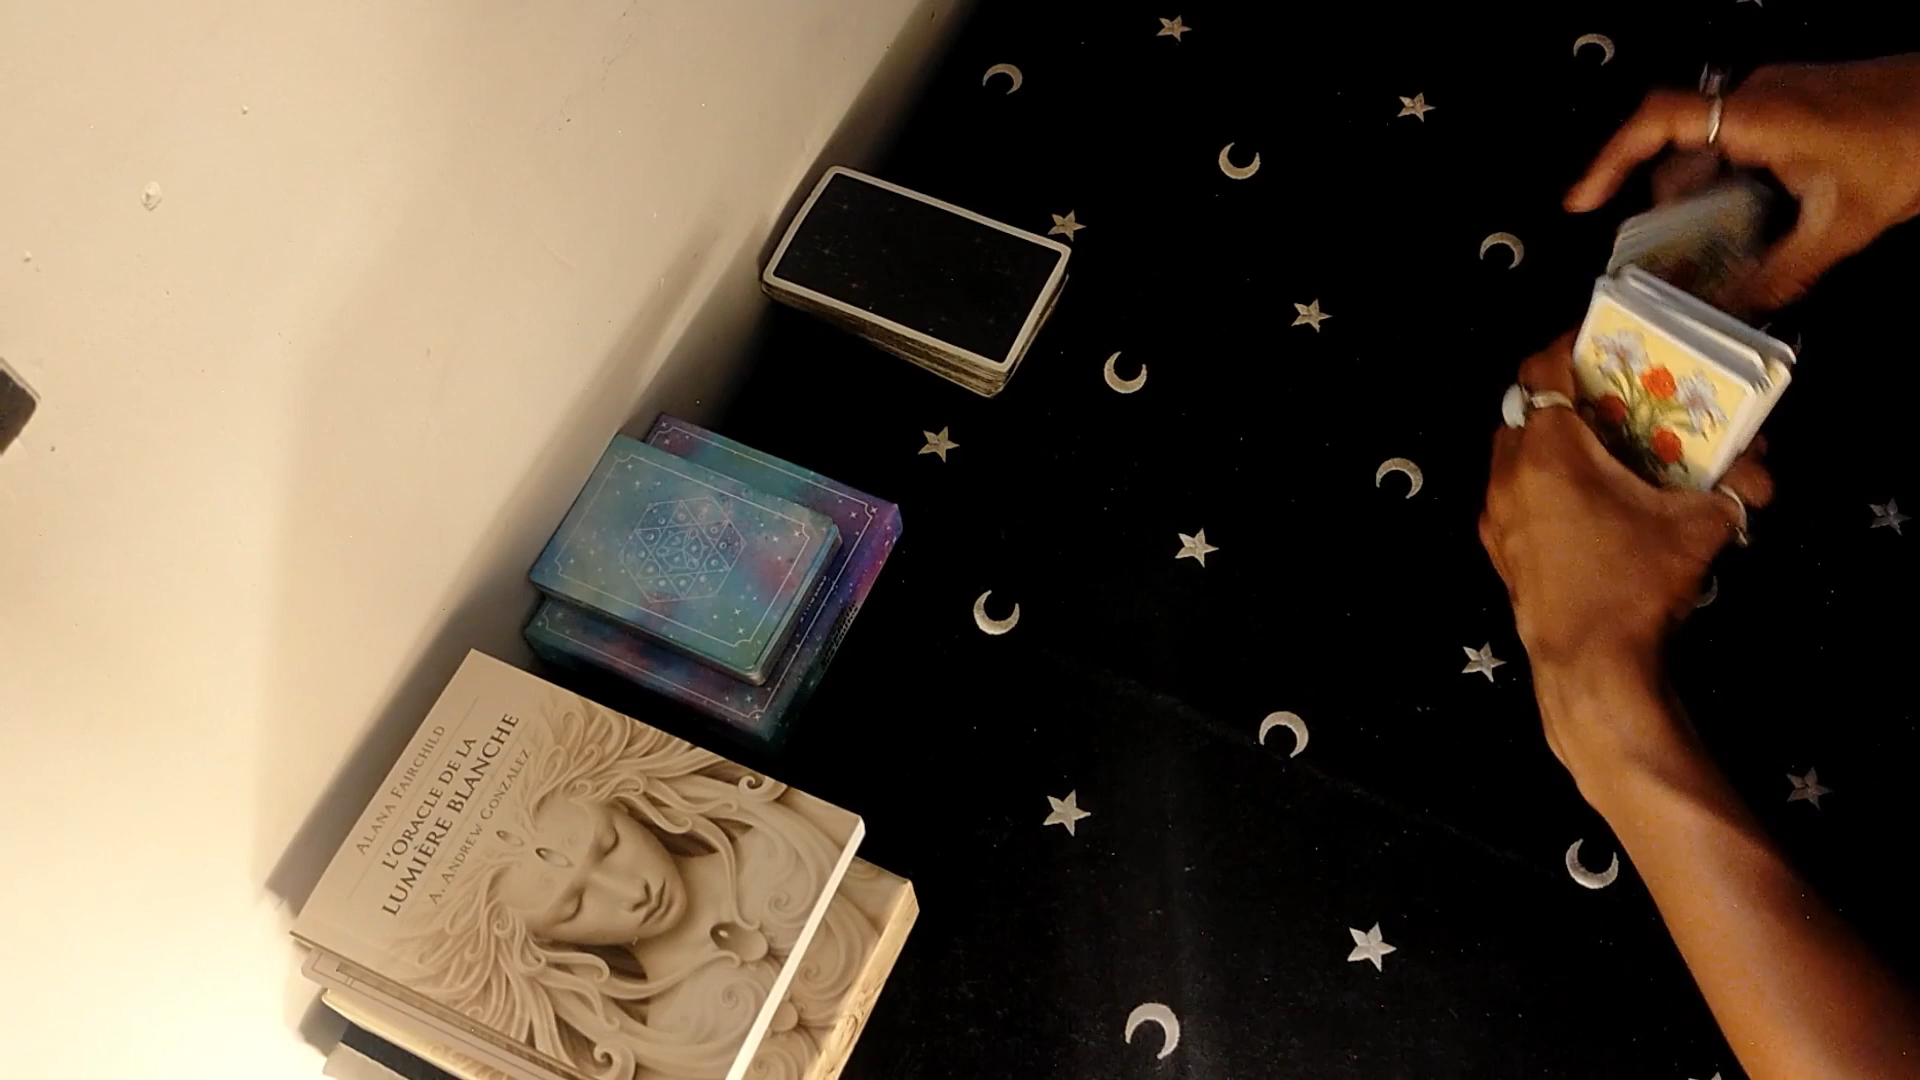 ALANA FAIRCHILD
L'ORACLE DE LA
LUMIÈRE BLANCHE
A. ANDREW GONZALEZ